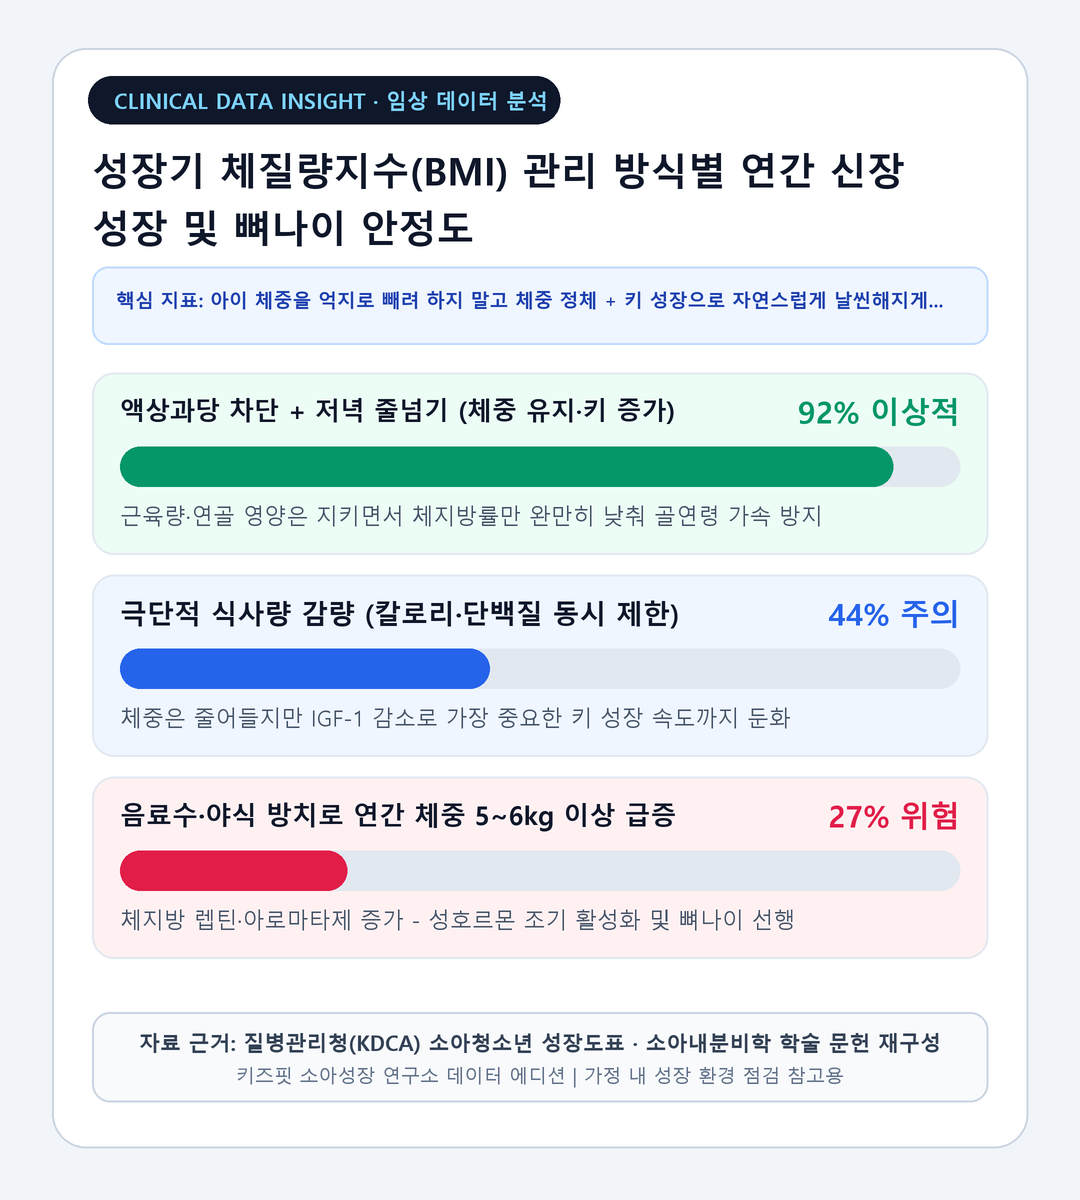 CLINICAL DATA INSIGHT · 임상 데이터 분석
성장기 체질량지수(BMI) 관리 방식별 연간 신장
성장 및 뼈나이 안정도
핵심 지표: 아이 체중을 억지로 빼려 하지 말고 체중 정체 + 키 성장으로 자연스럽게 날씬해지게...
액상과당 차단 + 저녁 줄넘기 (체중 유지·키 증가) 92% 이상적
근육량·연골 영양은 지키면서 체지방률만 완만히 낮춰 골연령 가속 방지
극단적 식사량 감량 (칼로리·단백질 동시 제한) 44% 주의
체중은 줄어들지만 IGF-1 감소로 가장 중요한 키 성장 속도까지 둔화
음료수·야식 방치로 연간 체중 5~6kg 이상 급증 27% 위험
체지방 렙틴·아로마타제 증가 - 성호르몬 조기 활성화 및 뼈나이 선행
자료 근거: 질병관리청(KDCA) 소아청소년 성장도표 · 소아내분비학 학술 문헌 재구성
키즈핏 소아성장 연구소 데이터 에디션 | 가정 내 성장 환경 점검 참고용